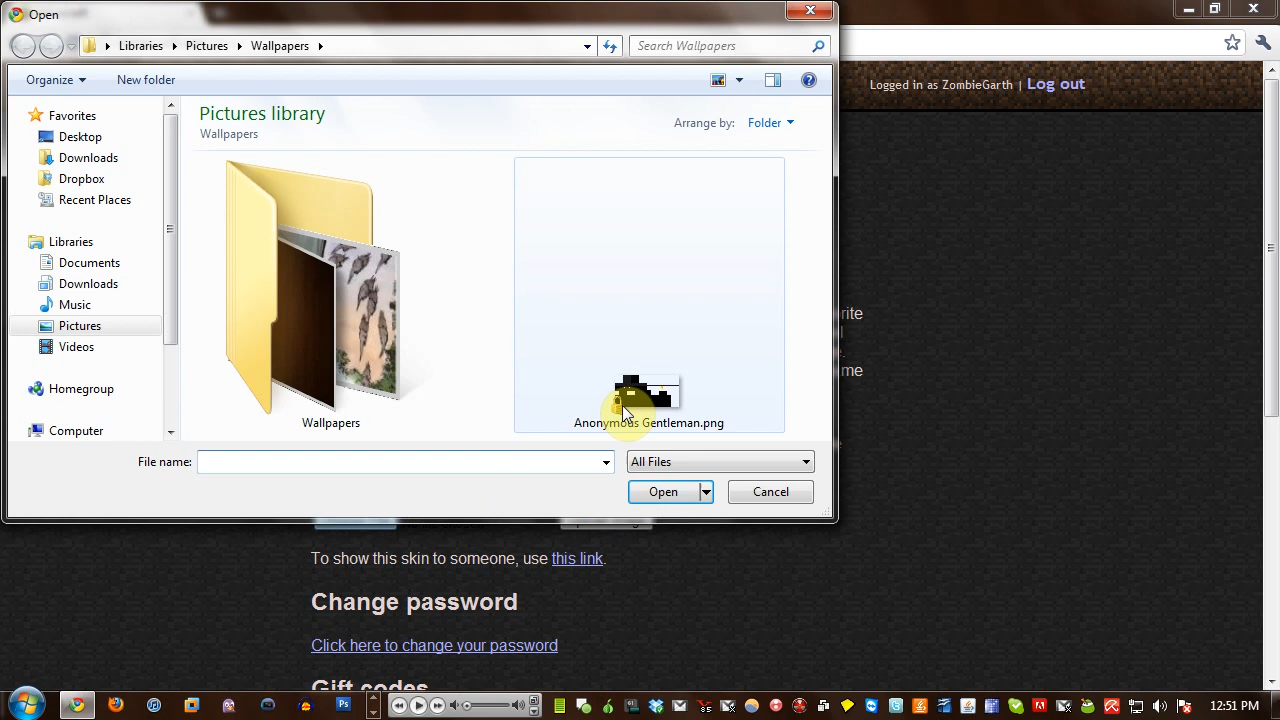 Open
Libraries Pictures Wallpapers
Search Wallpapers
Organize
New folder
Pictures library
Wallpapers
Arrange by: Folder
Favorites
Desktop
Downloads
Dropbox
Recent Places
Libraries
Documents
Downloads
Music
Pictures
Videos
Homegroup
Computer
Wallpapers
Anonymous Gentleman.png
File name:
All Files
Open
Cancel
Logged in as ZombieGarth | Log out
me
To show this skin to someone, use this link.
Change password
Click here to change your password
Gift codes
12:51 PM